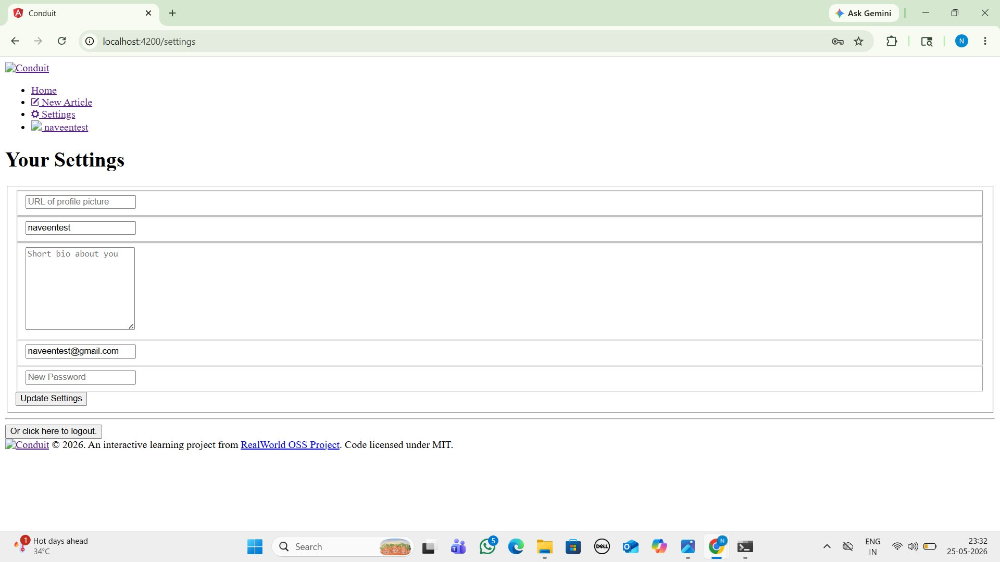 Conduit
Ask Gemini
localhost:4200/settings
N
Conduit
Home
New Article
Settings
naveentest
Your Settings
URL of profile picture
naveentest
Short bio about you
naveentest@gmail.com
New Password
Update Settings
Or click here to logout.
Conduit © 2026. An interactive learning project from RealWorld OSS Project. Code licensed under MIT.
1
Hot days ahead
34°C
Search
T
5
DELL
N
ENG
IN
23:32
25-05-2026